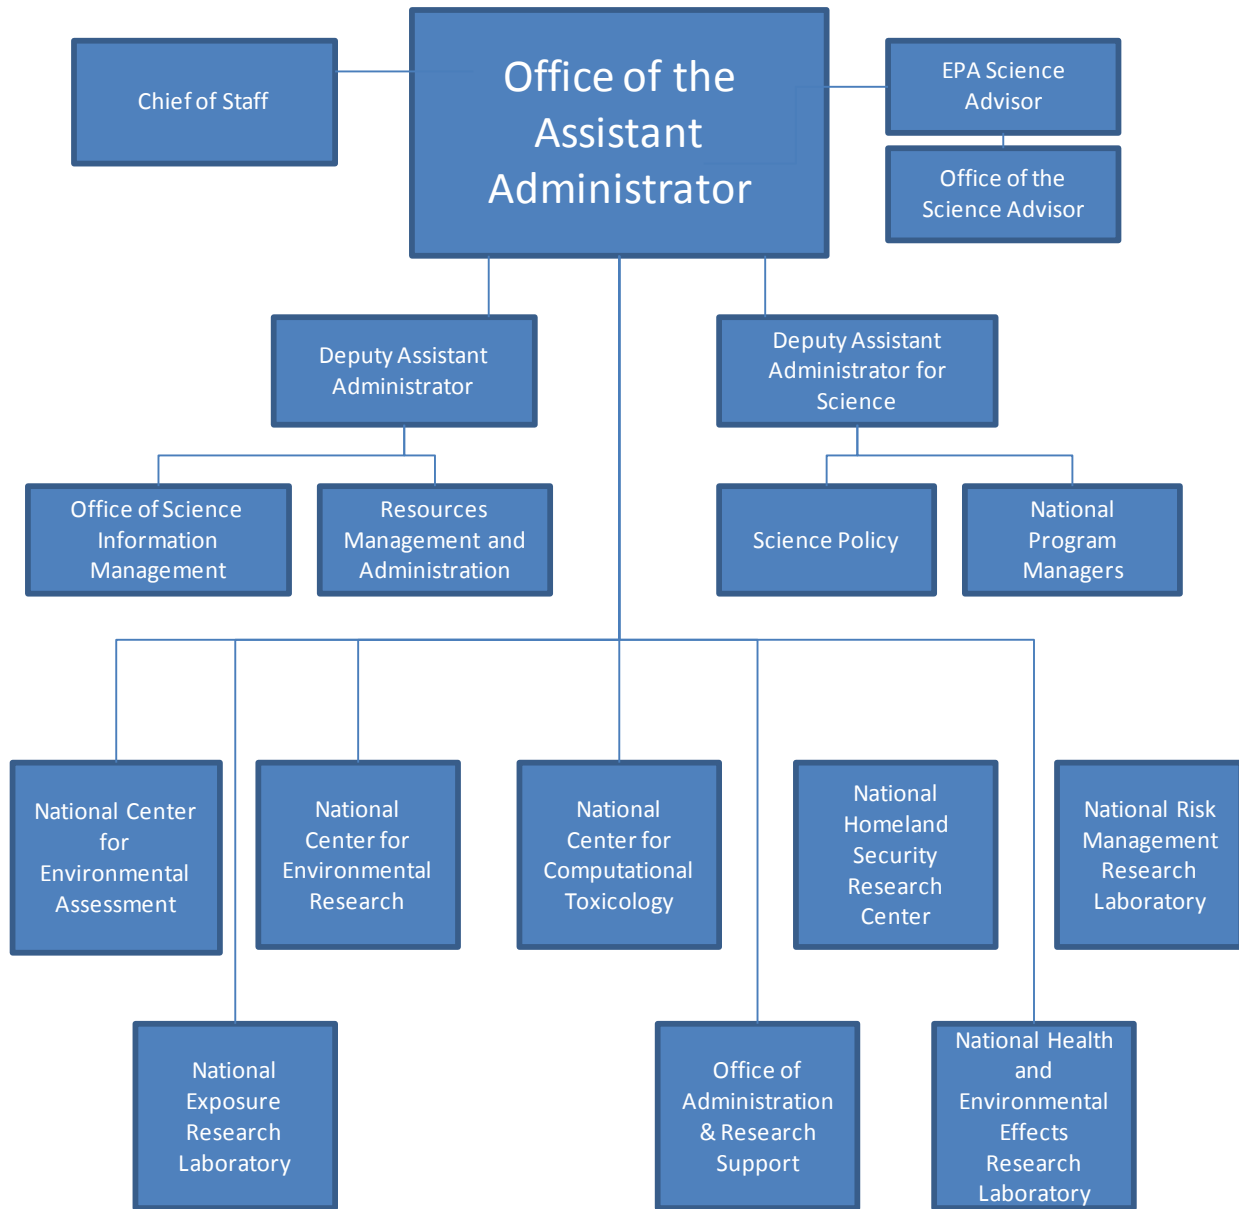 Chief of Staff
Office of the
Assistant
Administrator
EPA Science
Advisor
Office of the
Science Advisor
Deputy Assistant
Administrator
Deputy Assistant
Administrator for
Science
Office of Science
Information
Management
Resources
Management and
Administration
Science Policy
National
Program
Managers
National Center
for
Environmental
Assessment
National
Center for
Environmental
Research
National
Center for
Computational
Toxicology
National
Homeland
Security
Research
Center
National Risk
Management
Research
Laboratory
National
Exposure
Research
Laboratory
Office of
Administration
& Research
Support
National Health
and
Environmental
Effects
Research
Laboratory